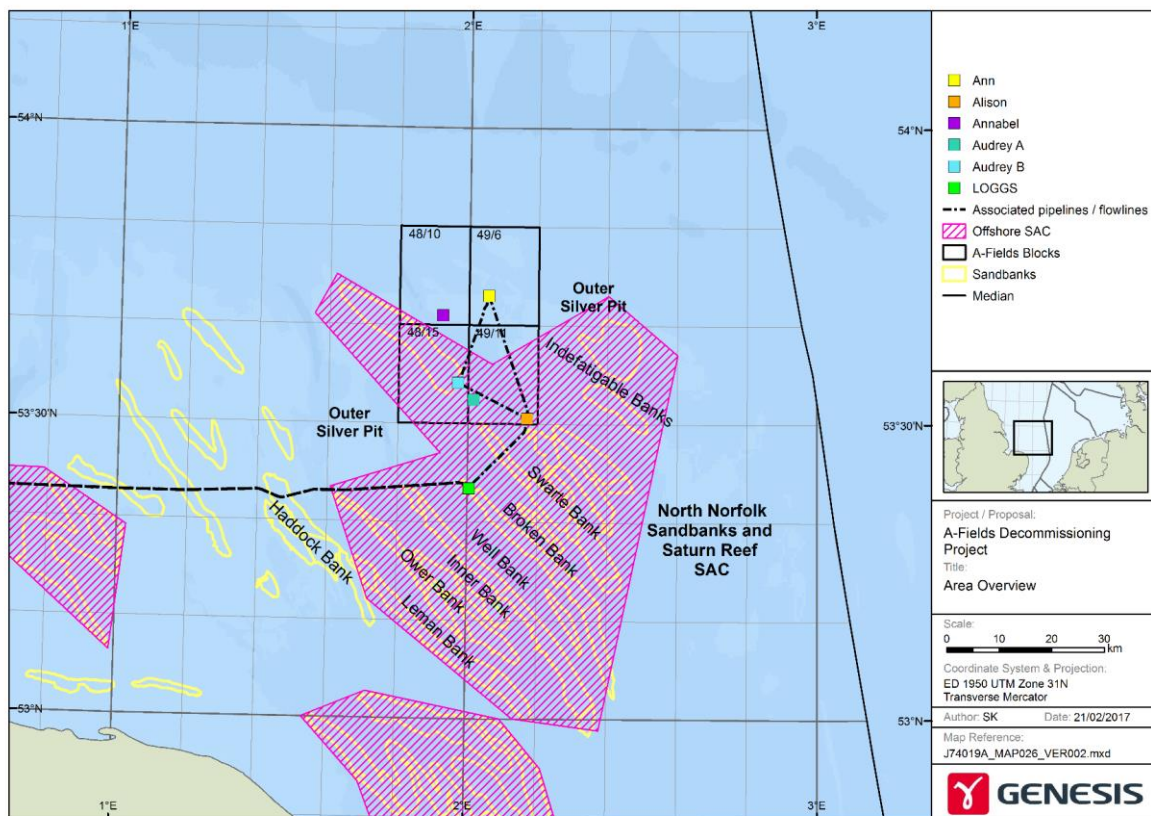 1°E
2°E
3°E
54°N
54°N
48/10
49/6
Outer
Silver Pit
48/15
49/11
Indefatigable Banks
53°30'N
53°30'N
Outer
Silver Pit
Swarte Bank
Broken Bank
Well Bank
Inner Bank
Ower Bank
Leman Bank
Haddock Bank
North Norfolk
Sandbanks and
Saturn Reef
SAC
53°N
53°N
1°E
2°E
3°E
Ann
Alison
Annabel
Audrey A
Audrey B
LOGGS
Associated pipelines / flowlines
Offshore SAC
A-Fields Blocks
Sandbanks
Median
Project / Proposal:
A-Fields Decommissioning
Project
Title:
Area Overview
Scale:
0 10 20 30
km
Coordinate System & Projection:
ED 1950 UTM Zone 31N
Transverse Mercator
Author: SK Date: 21/02/2017
Map Reference:
J74019A_MAP026_VER002.mxd
GENESIS